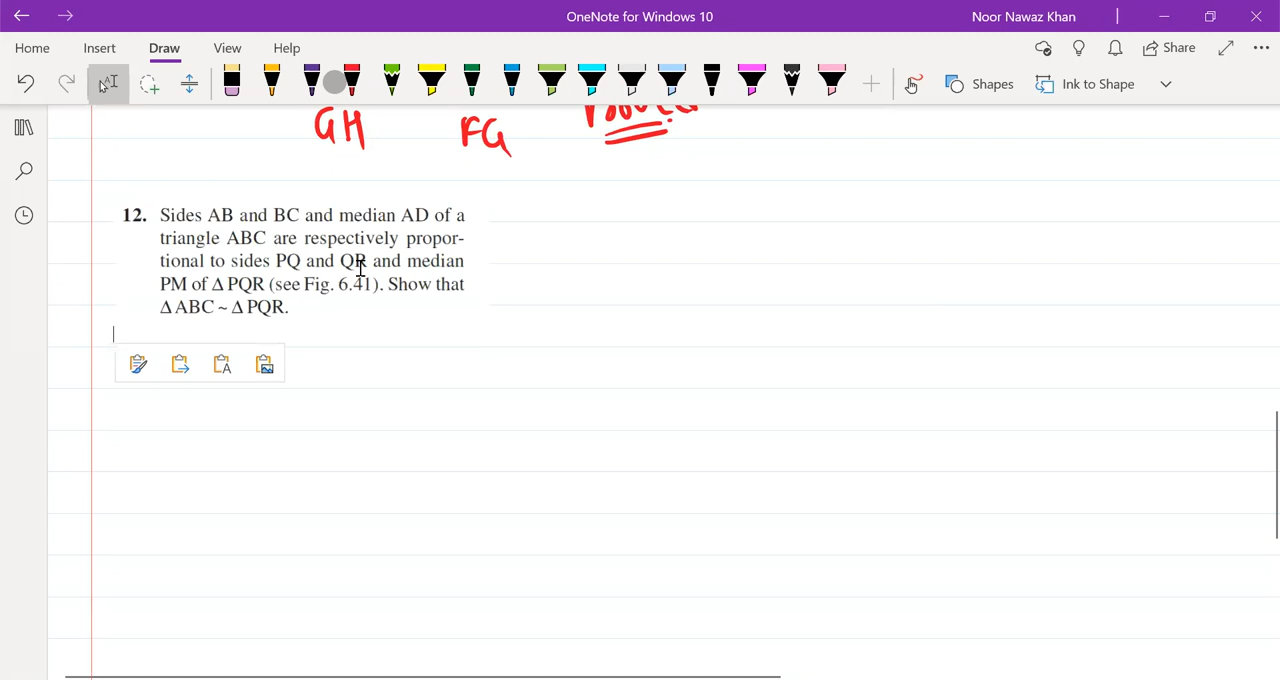 OneNote for Windows 10
Noor Nawaz Khan
Home Insert Draw View Help
Share
Shapes
Ink to Shape
GH FG
12. Sides AB and BC and median AD of a
triangle ABC are respectively propor-
tional to sides PQ and QR and median
PM of Δ PQR (see Fig. 6.41). Show that
Δ ABC ~ Δ PQR.